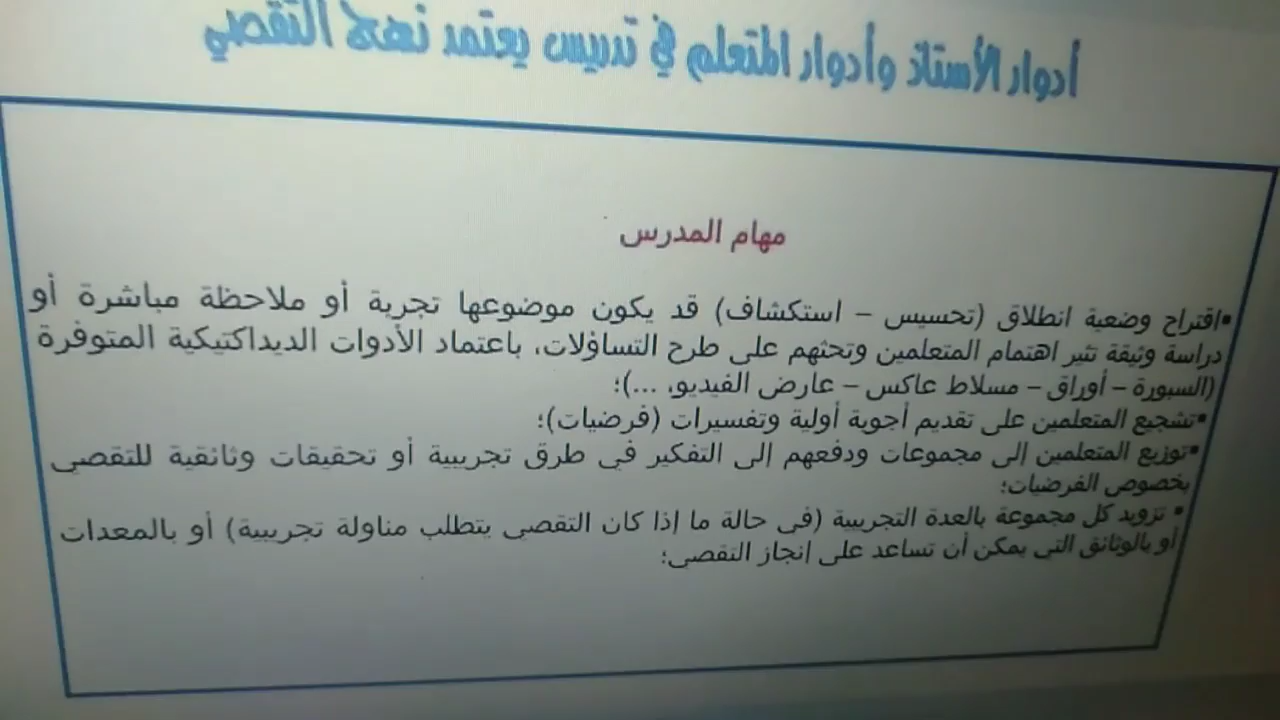 أدوار الأستاذ وأدوار المتعلم في تدريس يعتمد نهج التقصي
مهام المدرس
▪اقتراح وضعية انطلاق (تحسيس – استكشاف) قد يكون موضوعها تجربة أو ملاحظة مباشرة أو
دراسة وثيقة تثير اهتمام المتعلمين وتحثهم على طرح التساؤلات، باعتماد الأدوات الديداكتيكية المتوفرة
(السبورة – أوراق – مسلاط عاكس – عارض الفيديو، ...)؛
▪تشجيع المتعلمين على تقديم أجوبة أولية وتفسيرات (فرضيات)؛
▪توزيع المتعلمين إلى مجموعات ودفعهم إلى التفكير في طرق تجريبية أو تحقيقات وثائقية للتقصي
بخصوص الفرضيات؛
▪ تزويد كل مجموعة بالعدة التجريبية (في حالة ما إذا كان التقصي يتطلب مناولة تجريبية) أو بالمعدات
أو بالوثائق التي يمكن أن تساعد على إنجاز التقصي؛